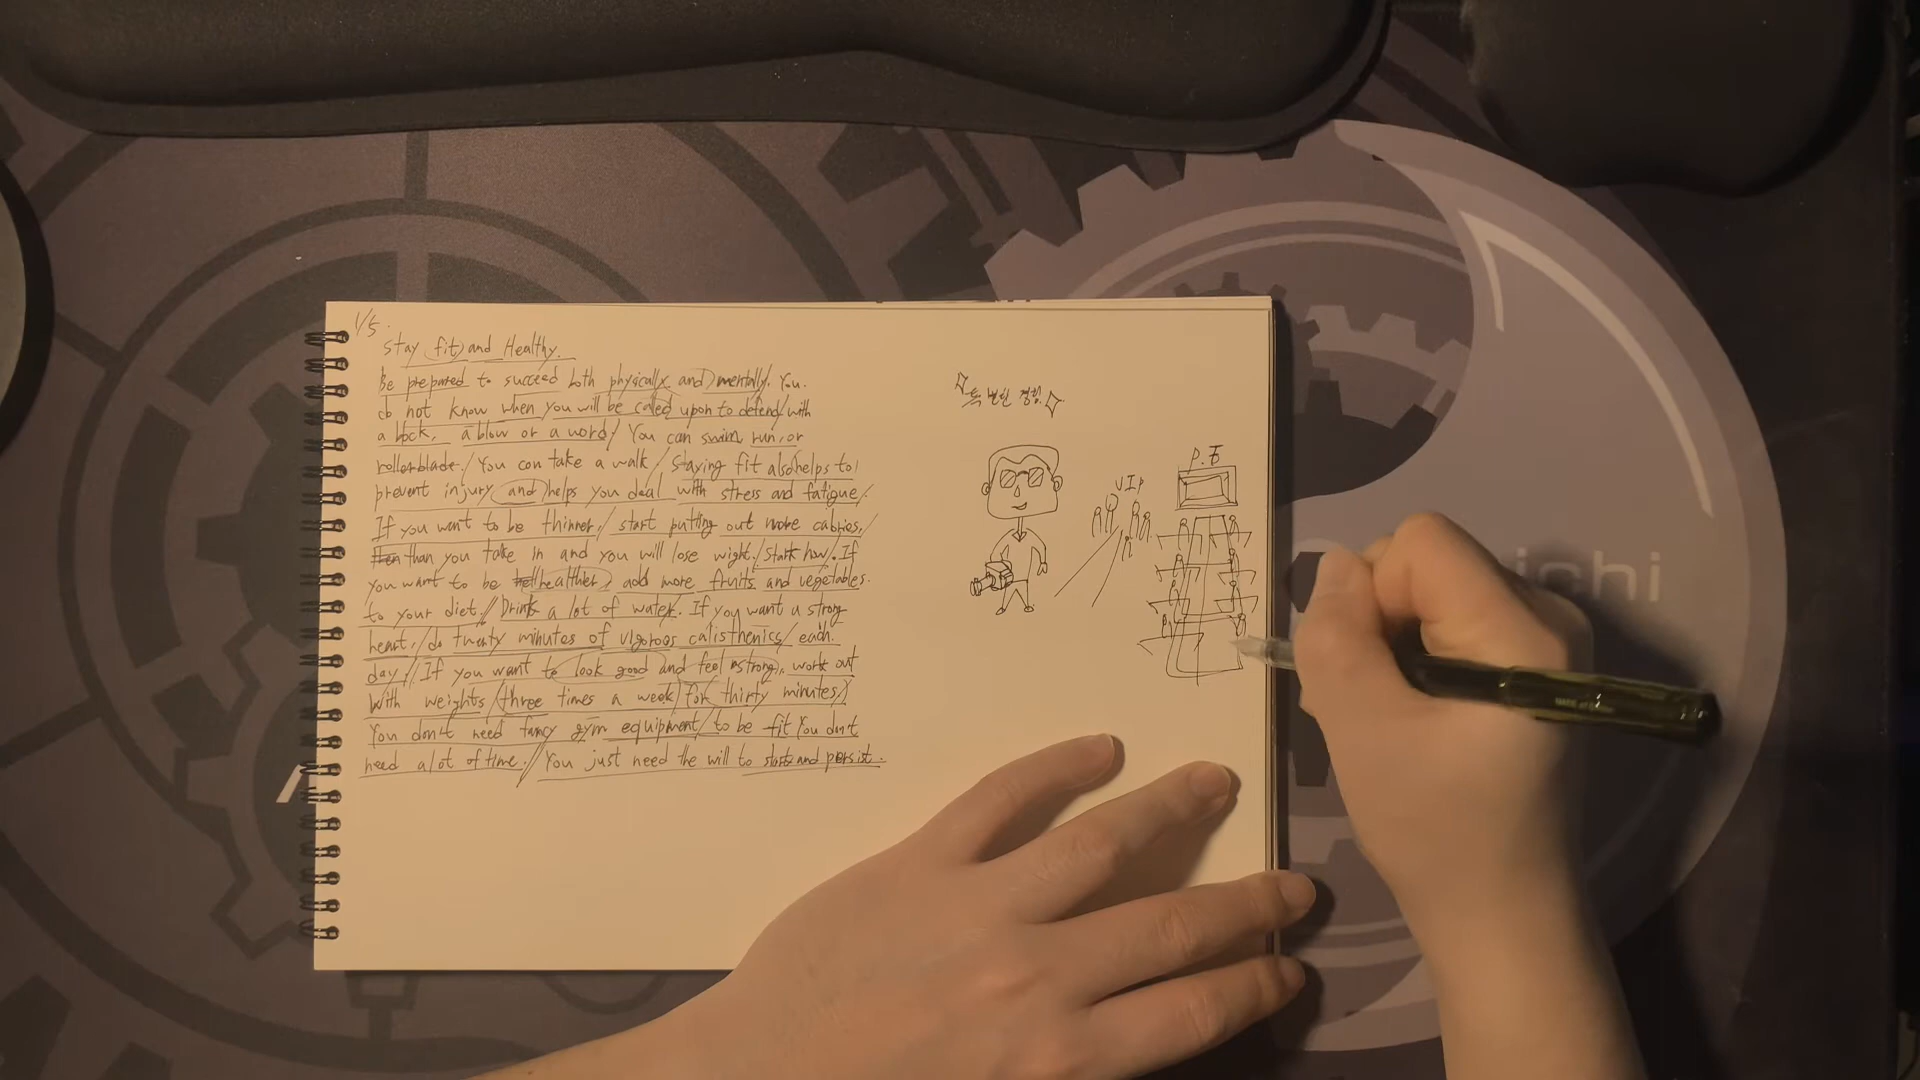 1/5
Stay fit and Healthy.
Be prepared to succeed both physically and mentally. You
do not know when you will be called upon to defend with
a block, a blow or a word You can swim, run, or
rollerblade. You can take a walk Staying fit also helps to
prevent injury and helps you deal with stress and fatigue.
If you want to be thinner, start putting out more calories,
than you take in and you will lose wight. Start now. If
you want to be healthier, add more fruits and vegetables.
to your diet. Drink a lot of water. If you want a strong
heart, do twenty minutes of vigorous calisthenics each
day. If you want to look good and feel strong, work out
With weights three times a week for thirty minutes.
You don't need fancy gym equipment to be fit You don't
need a lot of time. You just need the will to start and persist.
특별한 경험
VIP
P.E
ichi